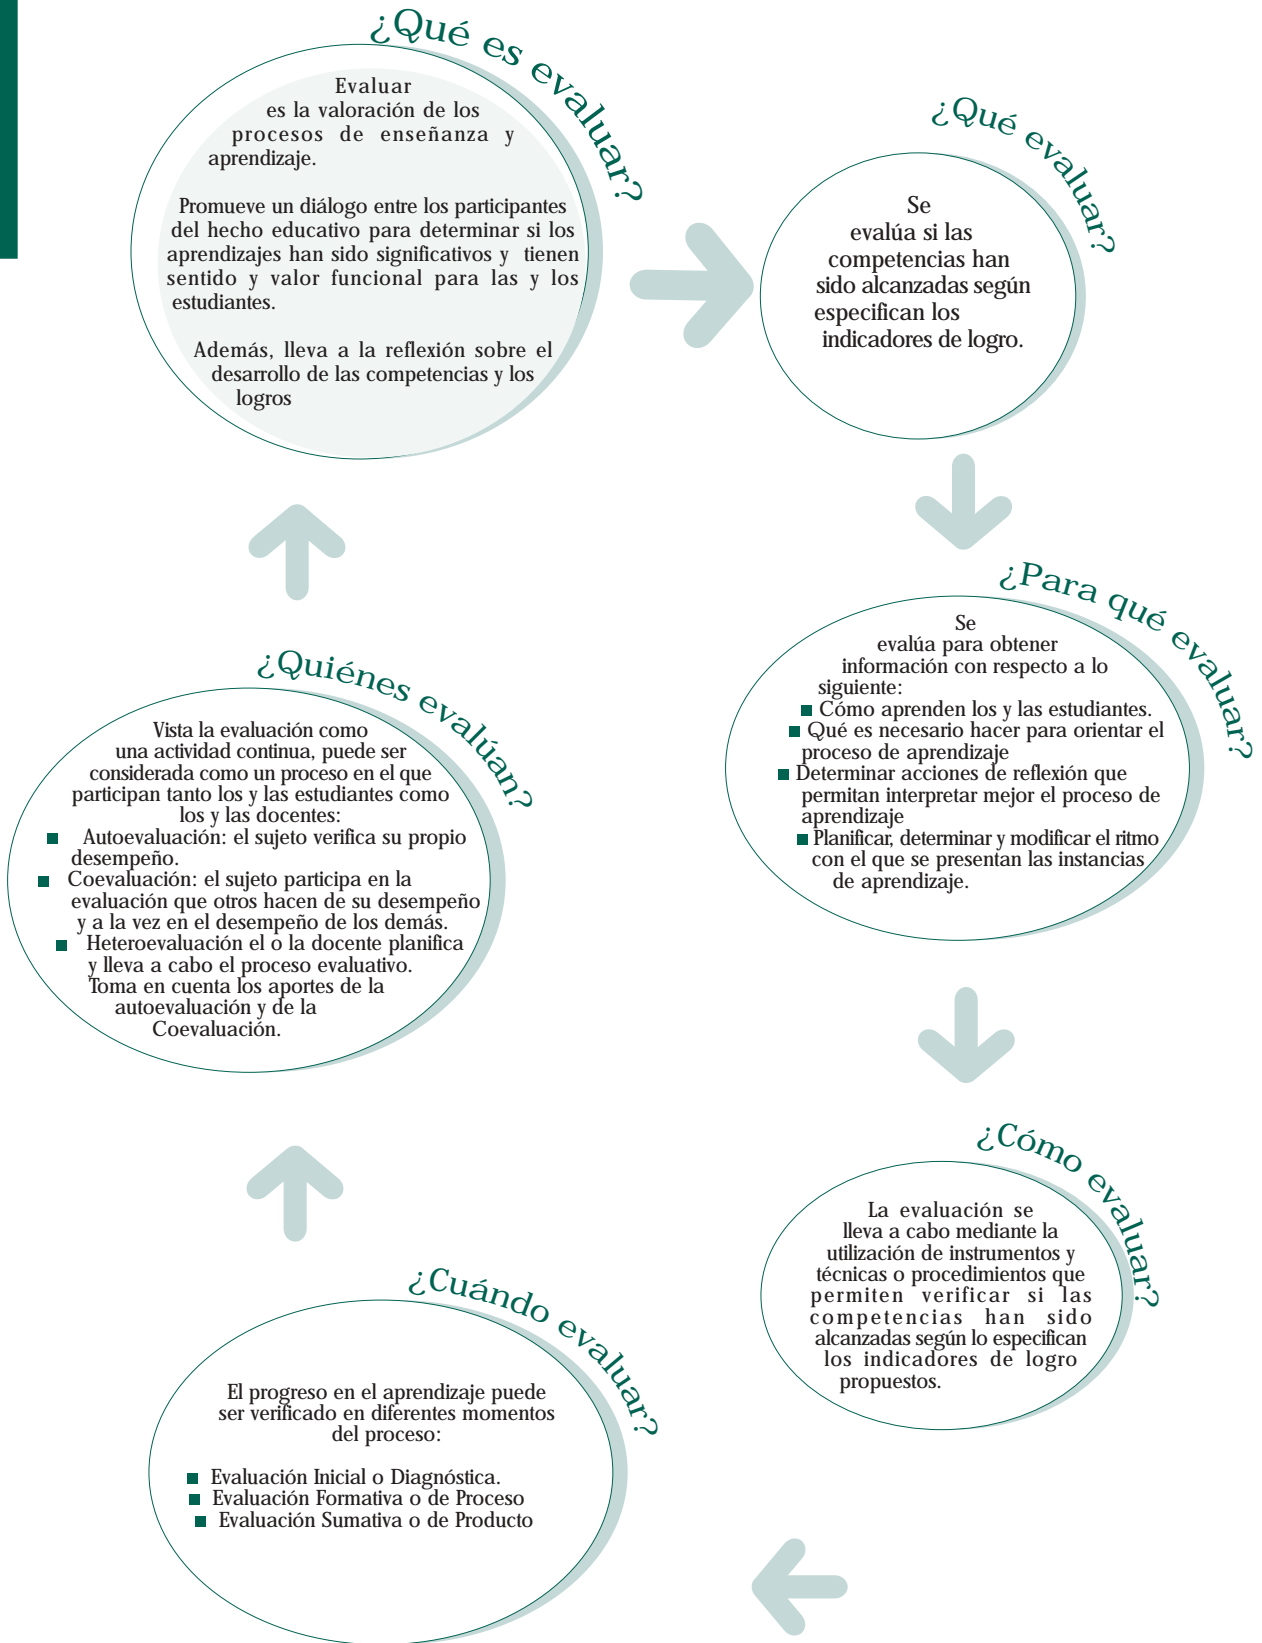 ¿Qué es evaluar?
Evaluar
es la valoración de los
procesos de enseñanza y
aprendizaje.
Promueve un diálogo entre los participantes
del hecho educativo para determinar si los
aprendizajes han sido significativos y tienen
sentido y valor funcional para las y los
estudiantes.
Además, lleva a la reflexión sobre el
desarrollo de las competencias y los
logros
¿Qué evaluar?
Se
evalúa si las
competencias han
sido alcanzadas según
especifican los
indicadores de logro.
¿Para qué evaluar?
Se
evalúa para obtener
información con respecto a lo
siguiente:
■ Cómo aprenden los y las estudiantes.
■ Qué es necesario hacer para orientar el
proceso de aprendizaje
■ Determinar acciones de reflexión que
permitan interpretar mejor el proceso de
aprendizaje
■ Planificar, determinar y modificar el ritmo
con el que se presentan las instancias
de aprendizaje.
¿Cómo evaluar?
La evaluación se
lleva a cabo mediante la
utilización de instrumentos y
técnicas o procedimientos que
permiten verificar si las
competencias han sido
alcanzadas según lo especifican
los indicadores de logro
propuestos.
¿Cuándo evaluar?
El progreso en el aprendizaje puede
ser verificado en diferentes momentos
del proceso:
■ Evaluación Inicial o Diagnóstica.
■ Evaluación Formativa o de Proceso
■ Evaluación Sumativa o de Producto
¿Quiénes evalúan?
Vista la evaluación como
una actividad continua, puede ser
considerada como un proceso en el que
participan tanto los y las estudiantes como
los y las docentes:
■ Autoevaluación: el sujeto verifica su propio
desempeño.
■ Coevaluación: el sujeto participa en la
evaluación que otros hacen de su desempeño
y a la vez en el desempeño de los demás.
■ Heteroevaluación el o la docente planifica
y lleva a cabo el proceso evaluativo.
Toma en cuenta los aportes de la
autoevaluación y de la
Coevaluación.